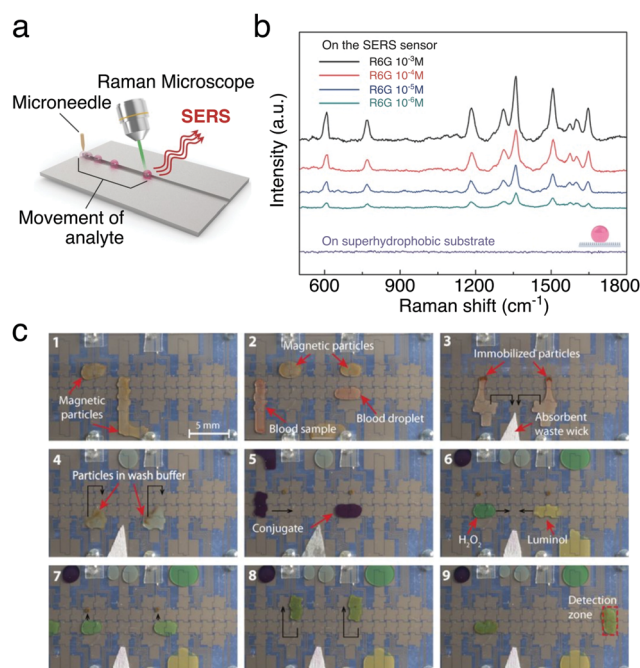 a
Microneedle
Raman Microscope
SERS
Movement of
analyte
b
On the SERS sensor
R6G 10⁻³M
R6G 10⁻⁴M
R6G 10⁻⁵M
R6G 10⁻⁶M
On superhydrophobic substrate
Intensity (a.u.)
600 900 1200 1500 1800
Raman shift (cm⁻¹)
c
1
Magnetic
particles
5 mm
2
Magnetic particles
Blood sample
Blood droplet
3
Immobilized particles
Absorbent
waste wick
4
Particles in wash buffer
5
Conjugate
6
H₂O₂
Luminol
7
8
9
Detection
zone